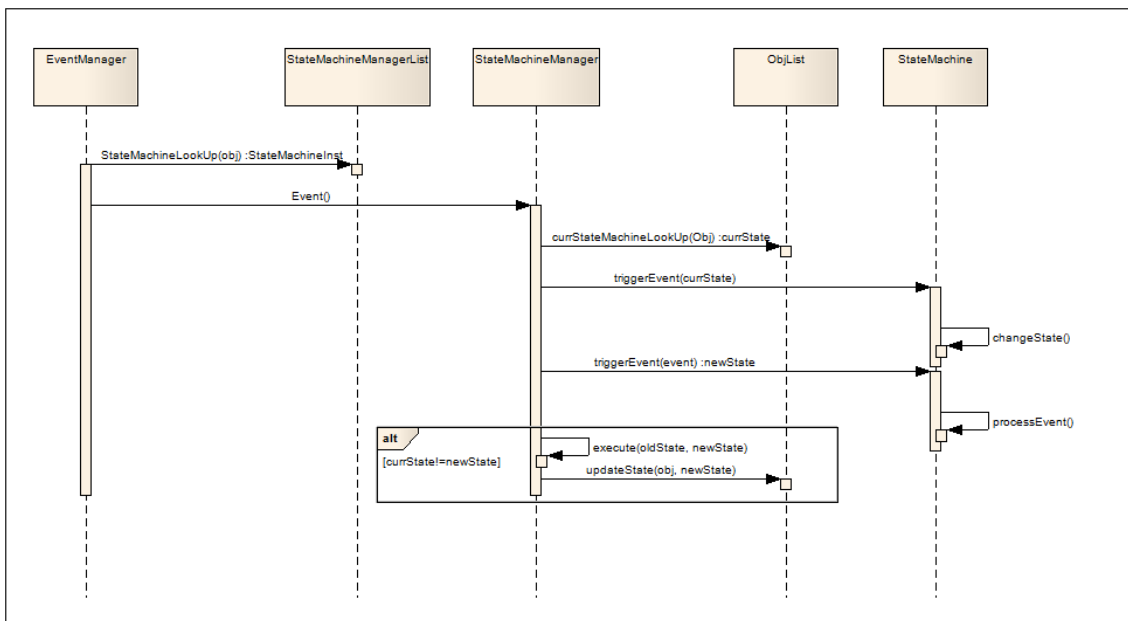 EventManager
StateMachineManagerList
StateMachineManager
ObjList
StateMachine
StateMachineLookUp(obj) :StateMachineInst
Event()
currStateMachineLookUp(Obj) :currState
triggerEvent(currState)
changeState()
triggerEvent(event) :newState
processEvent()
alt
execute(oldState, newState)
[currState!=newState]
updateState(obj, newState)